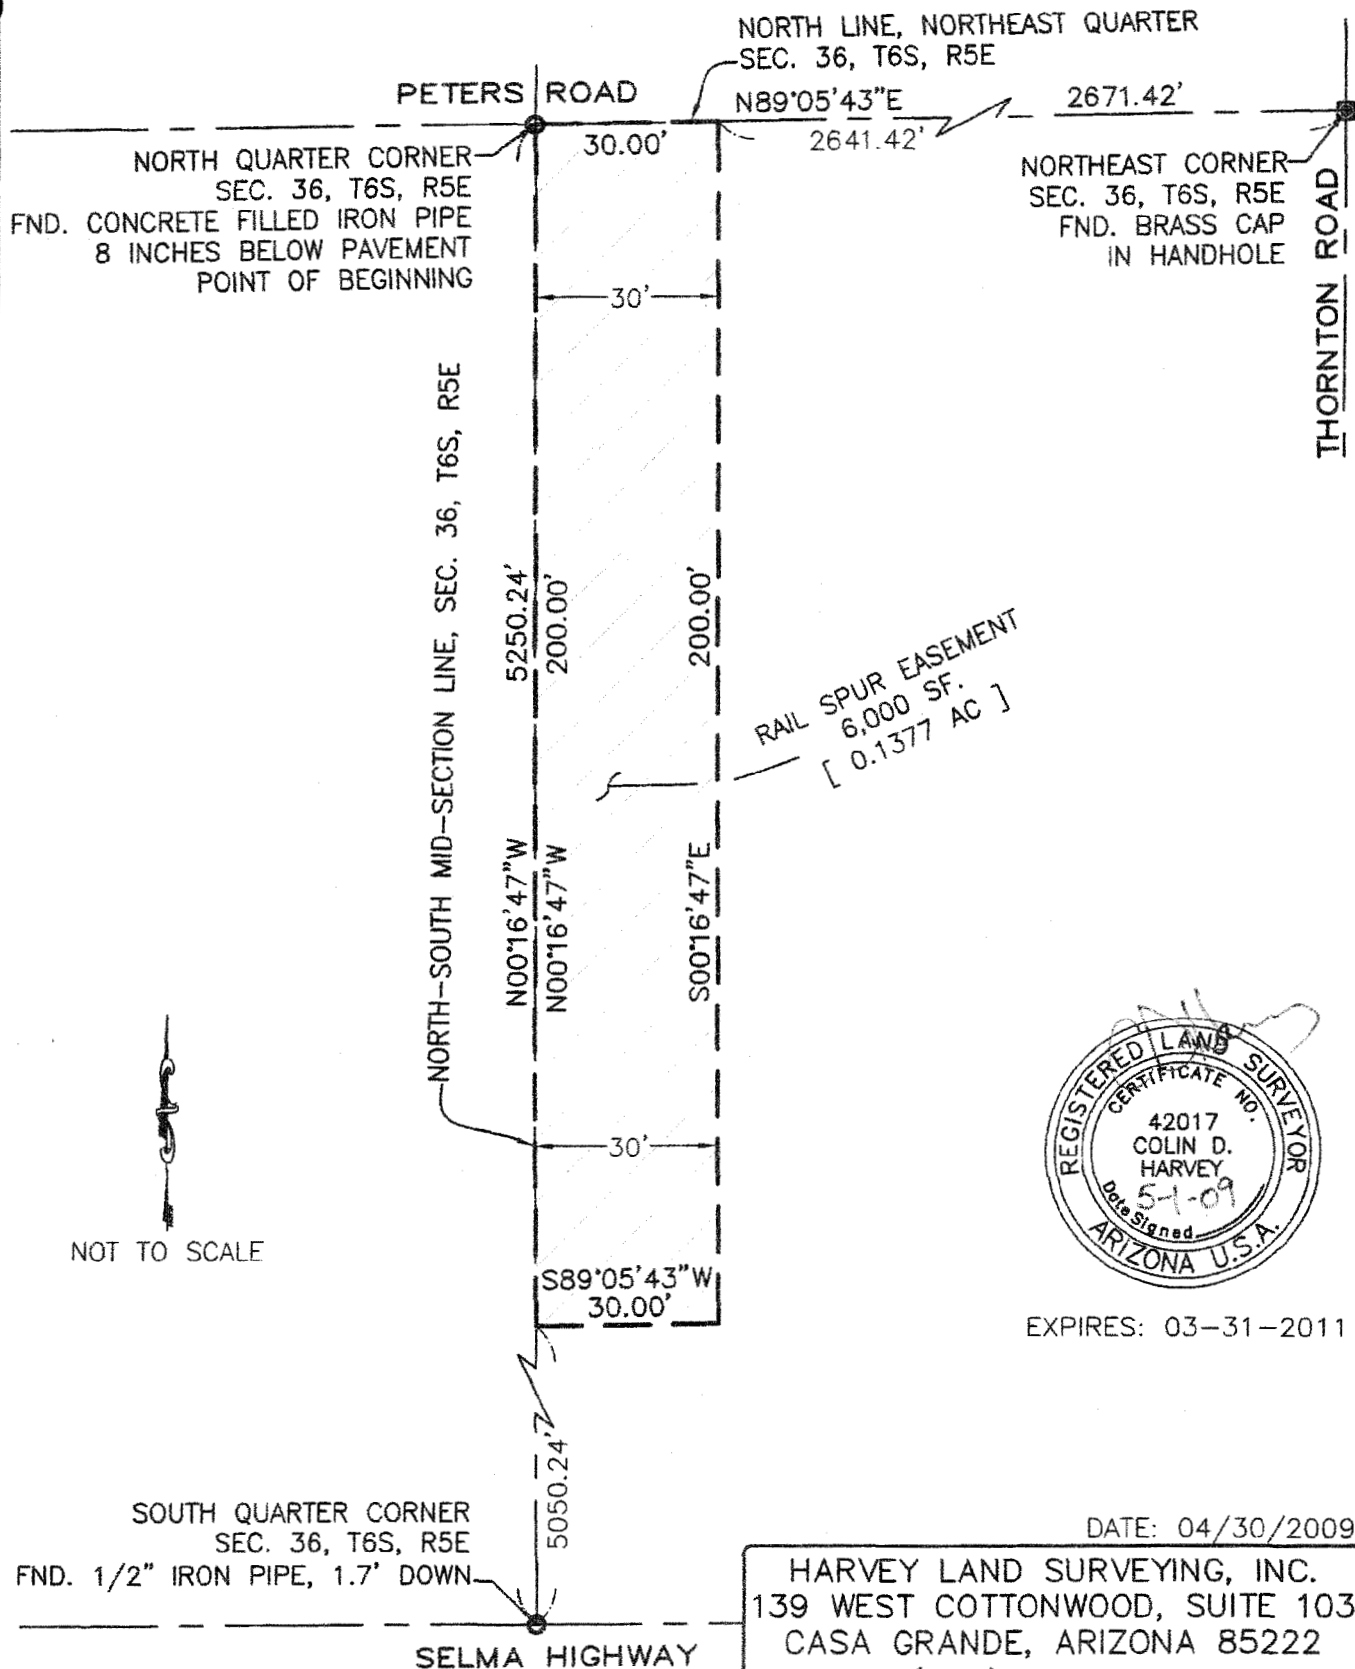 NORTH LINE, NORTHEAST QUARTER
SEC. 36, T6S, R5E
PETERS ROAD
N89°05'43"E
2671.42'
30.00'
2641.42'
NORTH QUARTER CORNER
SEC. 36, T6S, R5E
FND. CONCRETE FILLED IRON PIPE
8 INCHES BELOW PAVEMENT
POINT OF BEGINNING
NORTHEAST CORNER
SEC. 36, T6S, R5E
FND. BRASS CAP
IN HANDHOLE
THORNTON ROAD
30'
NORTH-SOUTH MID-SECTION LINE, SEC. 36, T6S, R5E
N00°16'47"W 5250.24'
N00°16'47"W 200.00'
S00°16'47"E 200.00'
RAIL SPUR EASEMENT
6,000 SF.
[ 0.1377 AC ]
30'
NOT TO SCALE
S89°05'43"W
30.00'
REGISTERED LAND SURVEYOR
CERTIFICATE NO.
42017
COLIN D.
HARVEY
5-1-09
Date Signed
ARIZONA U.S.A.
EXPIRES: 03-31-2011
5050.24'
SOUTH QUARTER CORNER
SEC. 36, T6S, R5E
FND. 1/2" IRON PIPE, 1.7' DOWN
SELMA HIGHWAY
DATE: 04/30/2009
HARVEY LAND SURVEYING, INC.
139 WEST COTTONWOOD, SUITE 103
CASA GRANDE, ARIZONA 85222